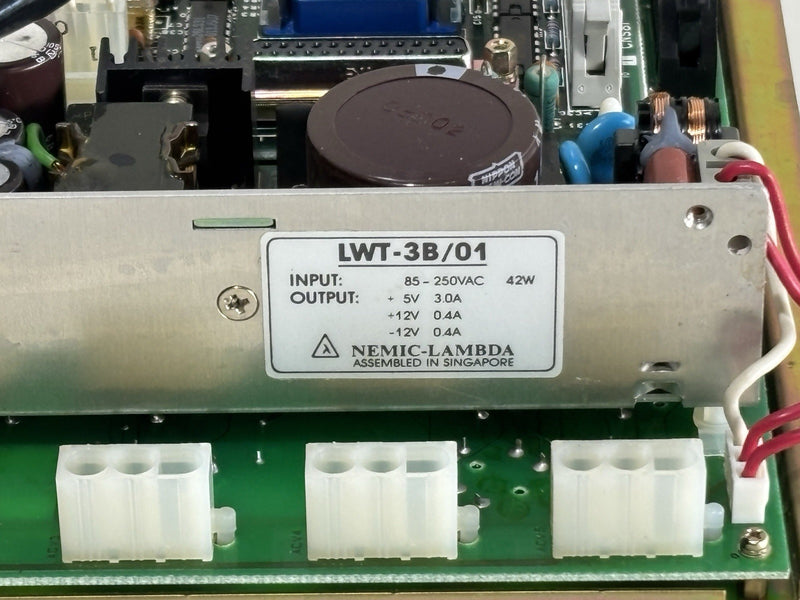 NIPPON
LWT-3B/01
INPUT: 85-250VAC 42W
OUTPUT: + 5V 3.0A
+12V 0.4A
-12V 0.4A
NEMIC-LAMBDA
ASSEMBLED IN SINGAPORE